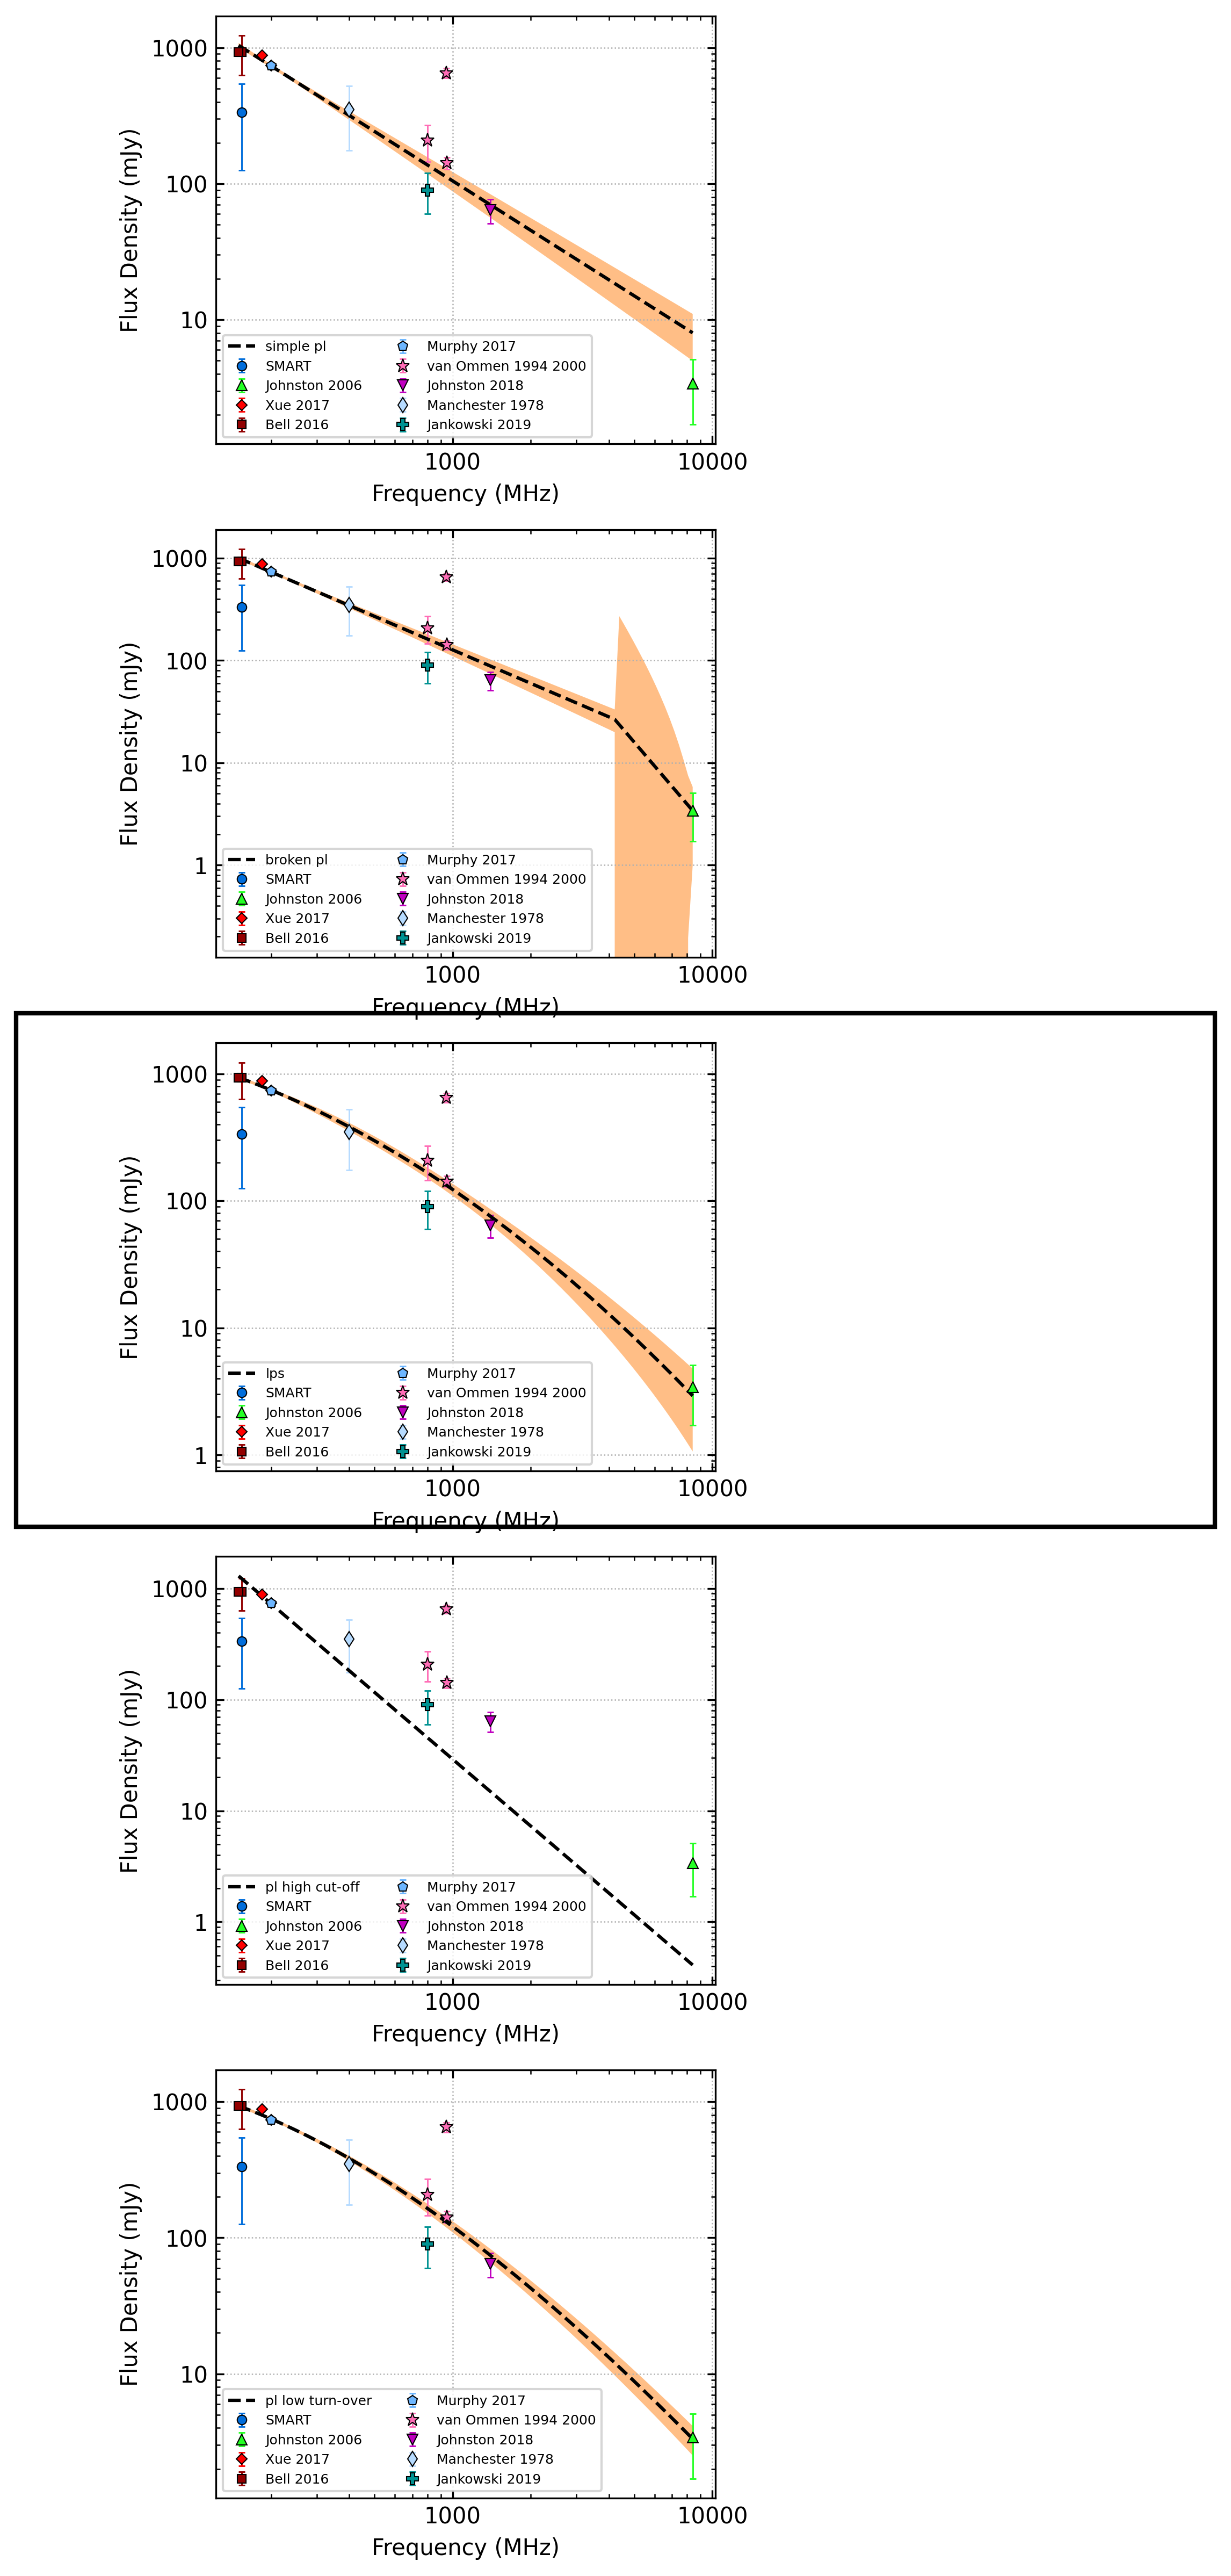 1000
100
10
Flux Density (mJy)
simple pl
SMART
Johnston 2006
Xue 2017
Bell 2016
Murphy 2017
van Ommen 1994 2000
Johnston 2018
Manchester 1978
Jankowski 2019
1000 10000
Frequency (MHz)
1000
100
10
1
Flux Density (mJy)
broken pl
SMART
Johnston 2006
Xue 2017
Bell 2016
Murphy 2017
van Ommen 1994 2000
Johnston 2018
Manchester 1978
Jankowski 2019
1000 10000
Frequency (MHz)
1000
100
10
1
Flux Density (mJy)
lps
SMART
Johnston 2006
Xue 2017
Bell 2016
Murphy 2017
van Ommen 1994 2000
Johnston 2018
Manchester 1978
Jankowski 2019
1000 10000
Frequency (MHz)
1000
100
10
1
Flux Density (mJy)
pl high cut-off
SMART
Johnston 2006
Xue 2017
Bell 2016
Murphy 2017
van Ommen 1994 2000
Johnston 2018
Manchester 1978
Jankowski 2019
1000 10000
Frequency (MHz)
1000
100
10
Flux Density (mJy)
pl low turn-over
SMART
Johnston 2006
Xue 2017
Bell 2016
Murphy 2017
van Ommen 1994 2000
Johnston 2018
Manchester 1978
Jankowski 2019
1000 10000
Frequency (MHz)